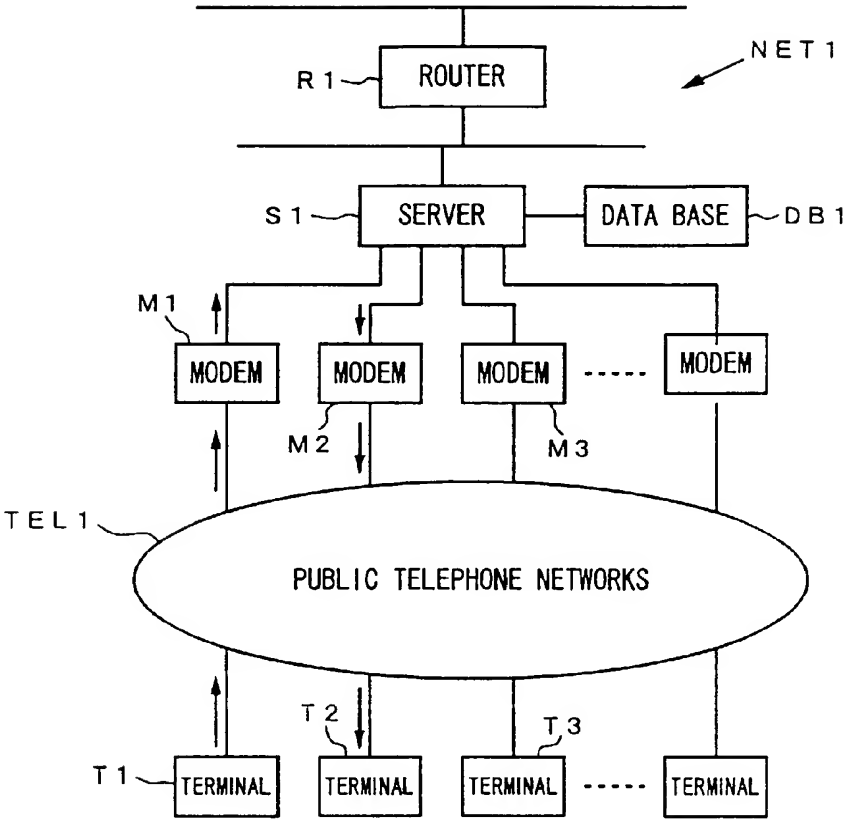 NET1
R1
ROUTER
S1
SERVER
DATA BASE
DB1
M1
MODEM
MODEM
MODEM
MODEM
M2
M3
TEL1
PUBLIC TELEPHONE NETWORKS
T2
T3
T1
TERMINAL
TERMINAL
TERMINAL
TERMINAL